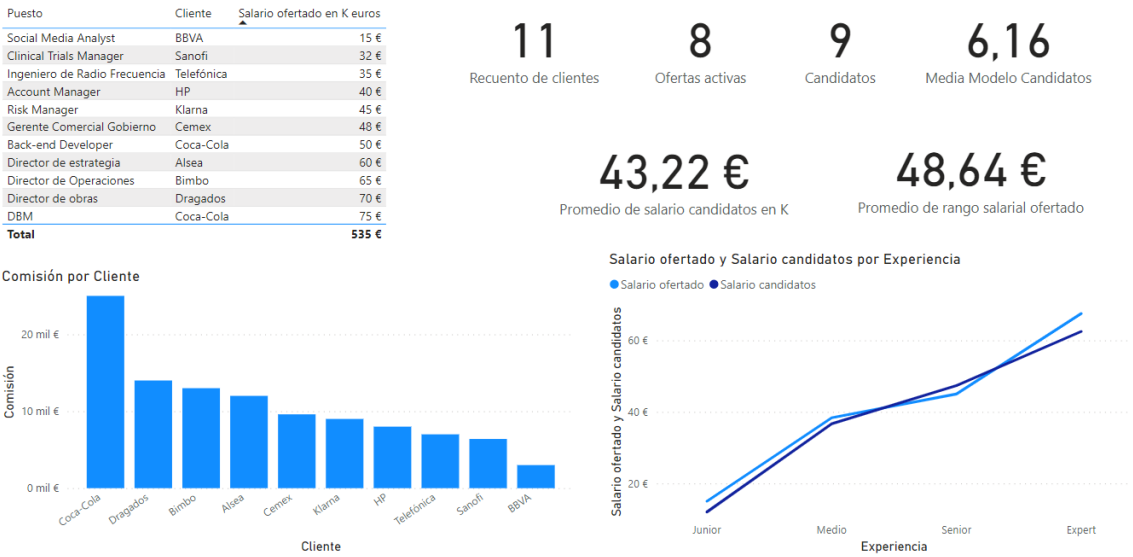 Puesto Cliente Salario ofertado en K euros
Social Media Analyst BBVA 15 €
Clinical Trials Manager Sanofi 32 €
Ingeniero de Radio Frecuencia Telefónica 35 €
Account Manager HP 40 €
Risk Manager Klarna 45 €
Gerente Comercial Gobierno Cemex 48 €
Back-end Developer Coca-Cola 50 €
Director de estrategia Alsea 60 €
Director de Operaciones Bimbo 65 €
Director de obras Dragados 70 €
DBM Coca-Cola 75 €
Total 535 €
11
Recuento de clientes
8
Ofertas activas
9
Candidatos
6,16
Media Modelo Candidatos
43,22 €
Promedio de salario candidatos en K
48,64 €
Promedio de rango salarial ofertado
Comisión por Cliente
Comisión
20 mil €
10 mil €
0 mil €
Coca-Cola Dragados Bimbo Alsea Cemex Klarna HP Telefónica Sanofi BBVA
Cliente
Salario ofertado y Salario candidatos por Experiencia
Salario ofertado Salario candidatos
Salario ofertado y Salario candidatos
60 €
40 €
20 €
Junior Medio Senior Expert
Experiencia